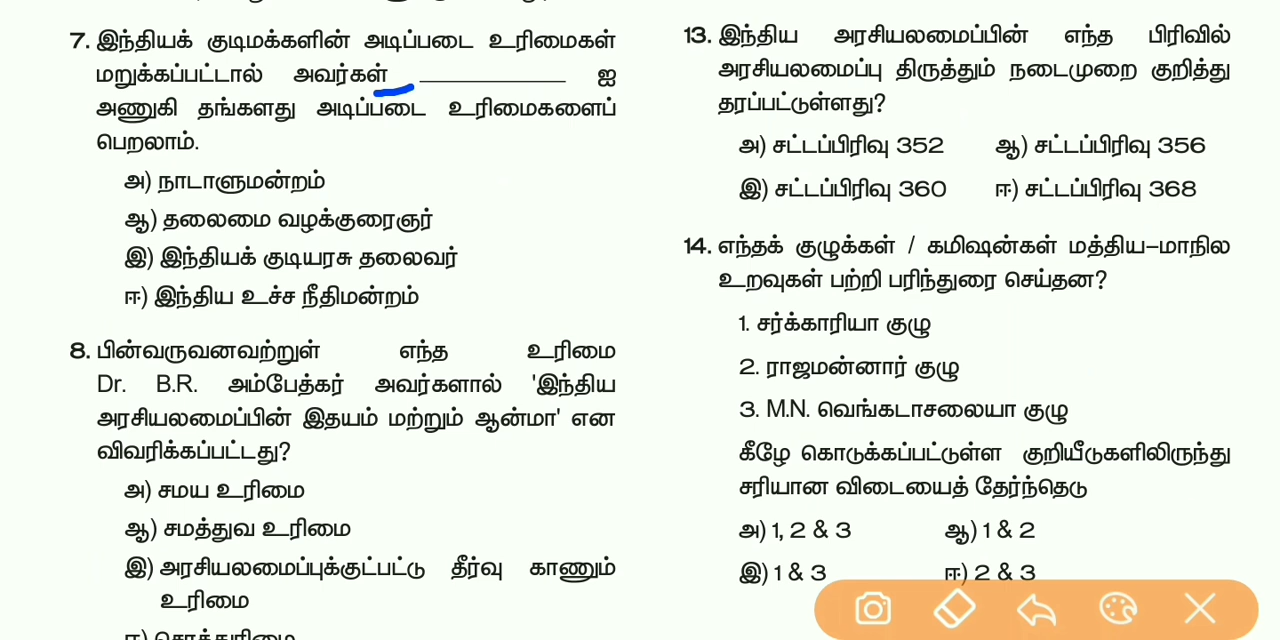 7. இந்தியக் குடிமக்களின் அடிப்படை உரிமைகள்
மறுக்கப்பட்டால் அவர்கள் ____________ ஐ
அணுகி தங்களது அடிப்படை உரிமைகளைப்
பெறலாம்.
அ) நாடாளுமன்றம்
ஆ) தலைமை வழக்குரைஞர்
இ) இந்தியக் குடியரசு தலைவர்
ஈ) இந்திய உச்ச நீதிமன்றம்
8. பின்வருவனவற்றுள் எந்த உரிமை
Dr. B.R. அம்பேத்கர் அவர்களால் 'இந்திய
அரசியலமைப்பின் இதயம் மற்றும் ஆன்மா' என
விவரிக்கப்பட்டது?
அ) சமய உரிமை
ஆ) சமத்துவ உரிமை
இ) அரசியலமைப்புக்குட்பட்டு தீர்வு காணும்
உரிமை
ஈ) சொத்துரிமை
13. இந்திய அரசியலமைப்பின் எந்த பிரிவில்
அரசியலமைப்பு திருத்தும் நடைமுறை குறித்து
தரப்பட்டுள்ளது?
அ) சட்டப்பிரிவு 352 ஆ) சட்டப்பிரிவு 356
இ) சட்டப்பிரிவு 360 ஈ) சட்டப்பிரிவு 368
14. எந்தக் குழுக்கள் / கமிஷன்கள் மத்திய-மாநில
உறவுகள் பற்றி பரிந்துரை செய்தன?
1. சர்க்காரியா குழு
2. ராஜமன்னார் குழு
3. M.N. வெங்கடாசலையா குழு
கீழே கொடுக்கப்பட்டுள்ள குறியீடுகளிலிருந்து
சரியான விடையைத் தேர்ந்தெடு
அ) 1, 2 & 3 ஆ) 1 & 2
இ) 1 & 3 ஈ) 2 & 3